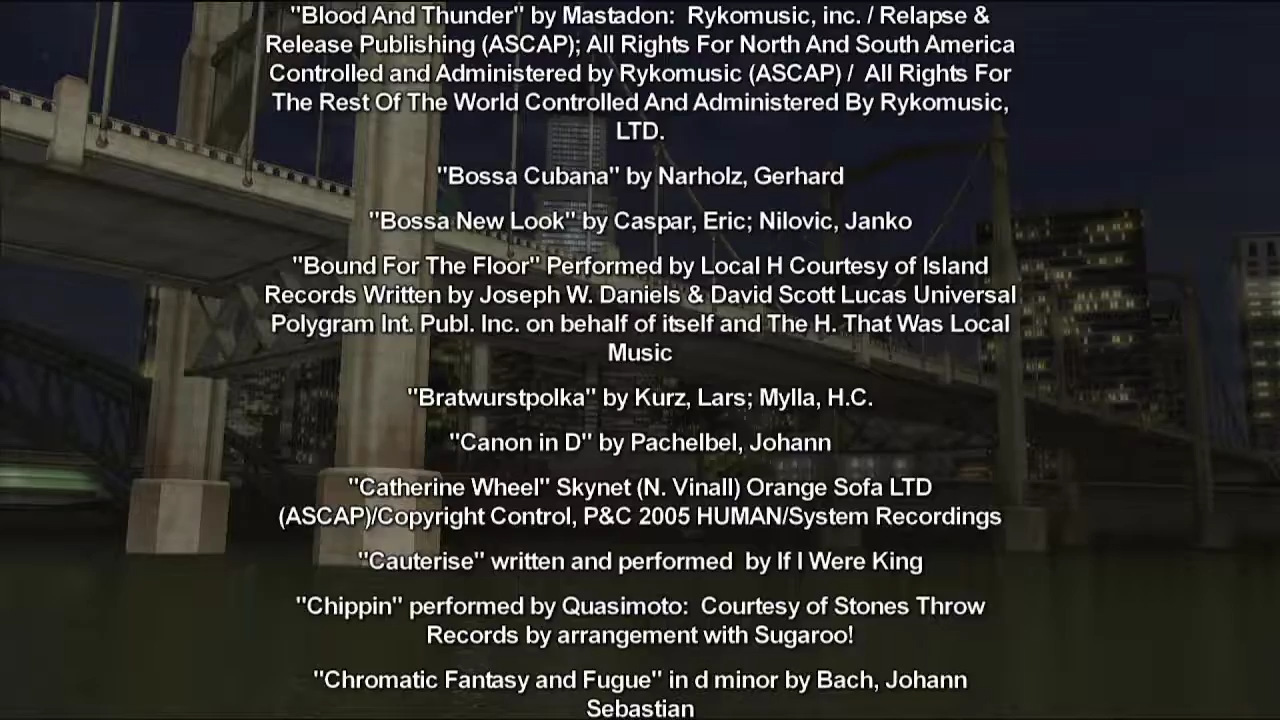 "Blood And Thunder" by Mastadon:  Rykomusic, inc. / Relapse &
Release Publishing (ASCAP); All Rights For North And South America
Controlled and Administered by Rykomusic (ASCAP) /  All Rights For
The Rest Of The World Controlled And Administered By Rykomusic,
LTD.
"Bossa Cubana" by Narholz, Gerhard
"Bossa New Look" by Caspar, Eric; Nilovic, Janko
"Bound For The Floor" Performed by Local H Courtesy of Island
Records Written by Joseph W. Daniels & David Scott Lucas Universal
Polygram Int. Publ. Inc. on behalf of itself and The H. That Was Local
Music
"Bratwurstpolka" by Kurz, Lars; Mylla, H.C.
"Canon in D" by Pachelbel, Johann
"Catherine Wheel" Skynet (N. Vinall) Orange Sofa LTD
(ASCAP)/Copyright Control, P&C 2005 HUMAN/System Recordings
"Cauterise" written and performed  by If I Were King
"Chippin" performed by Quasimoto:  Courtesy of Stones Throw
Records by arrangement with Sugaroo!
"Chromatic Fantasy and Fugue" in d minor by Bach, Johann
Sebastian